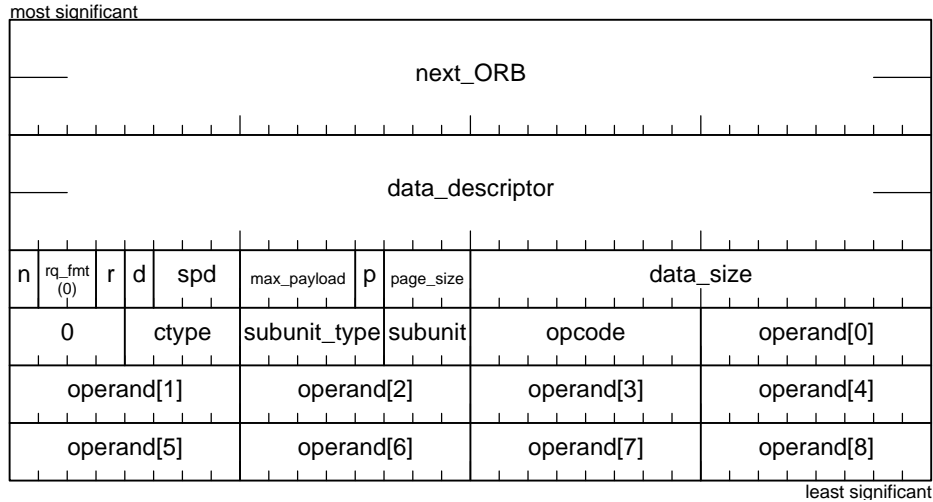 most significant
next_ORB
data_descriptor
n rq_fmt (0) r d spd max_payload p page_size data_size
0 ctype subunit_type subunit opcode operand[0]
operand[1] operand[2] operand[3] operand[4]
operand[5] operand[6] operand[7] operand[8]
least significant